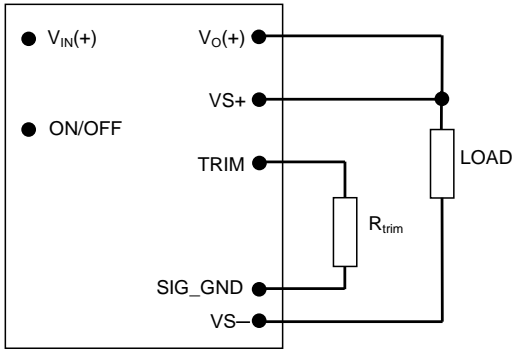 V_IN(+)
V_O(+)
VS+
ON/OFF
TRIM
LOAD
R_trim
SIG_GND
VS─